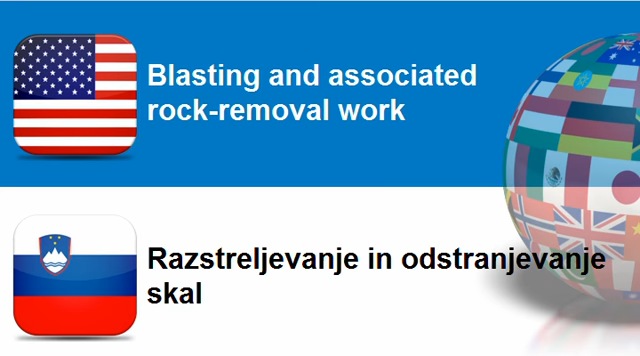 Blasting and associated
rock-removal work
Razstreljevanje in odstranjevanje
skal